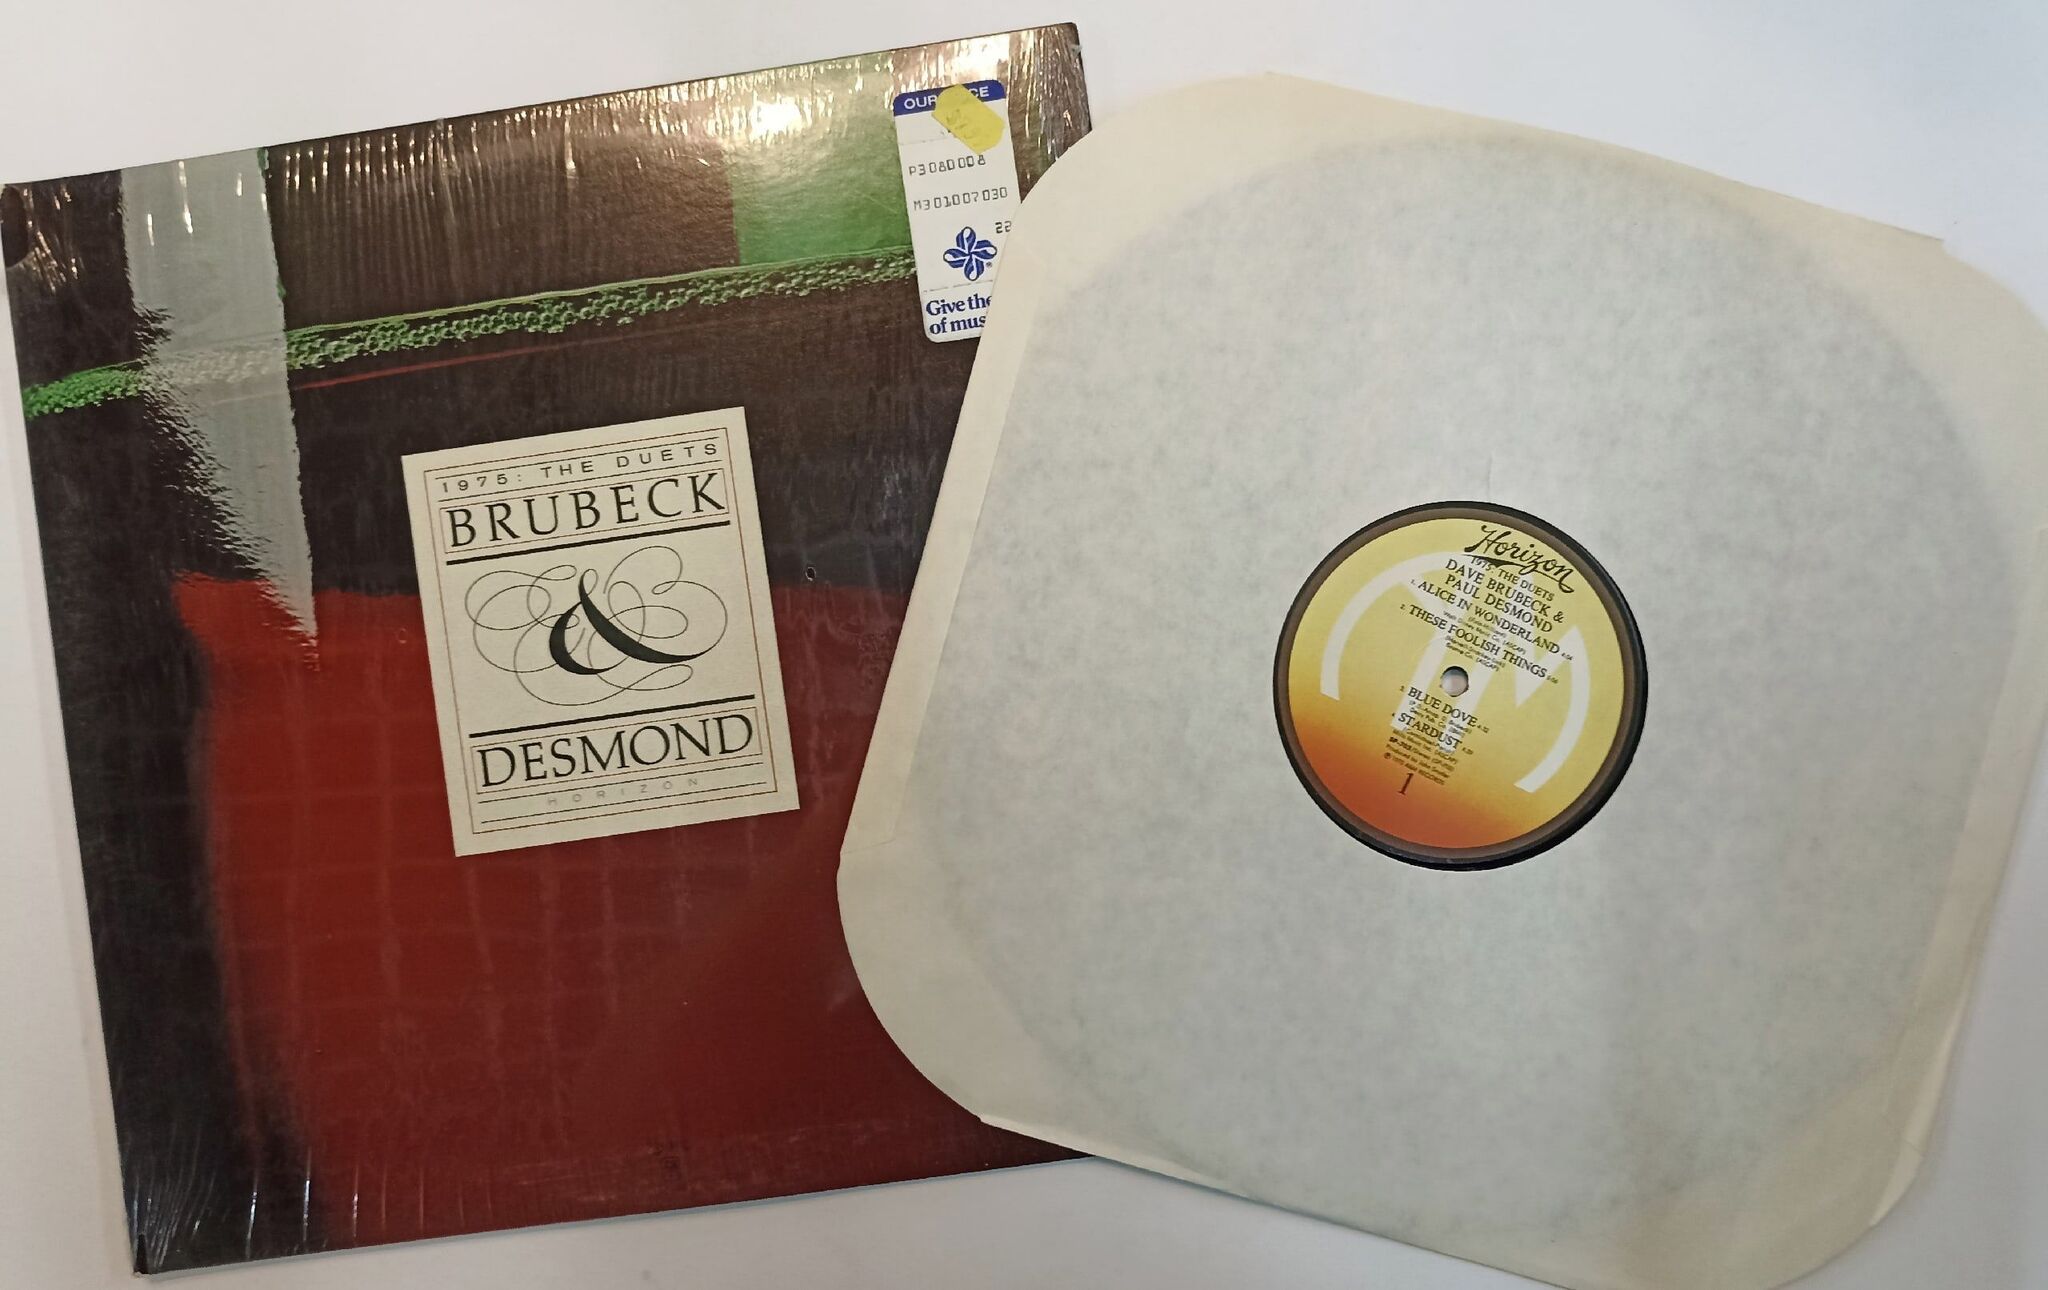 OUR
P3080008
M301007030
22
®
Give the
of mus
1975: THE DUETS
BRUBECK
&
DESMOND
HORIZON
Horizon
1975: THE DUETS
DAVE BRUBECK &
PAUL DESMOND
1. ALICE IN WONDERLAND
2. THESE FOOLISH THINGS
3. BLUE DOVE
4. STARDUST
1